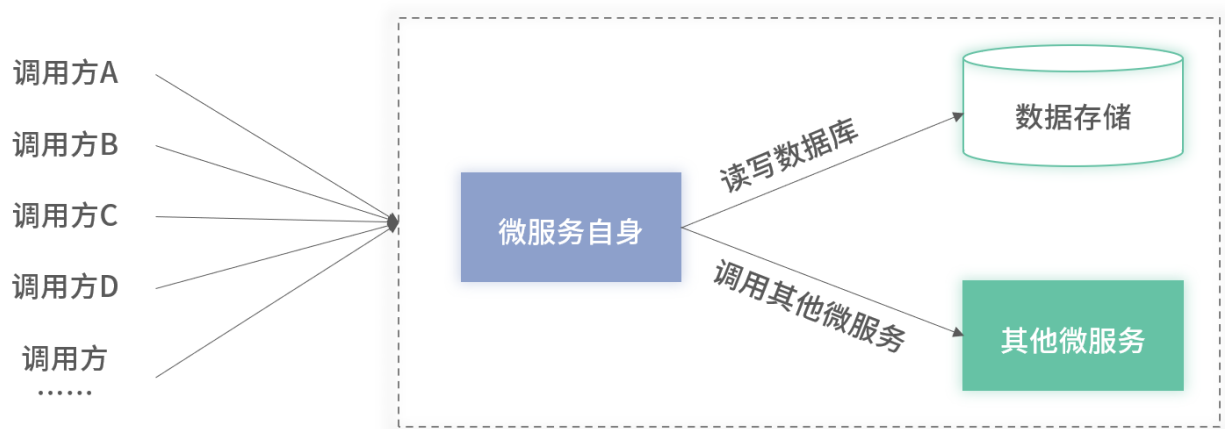 调用方A
调用方B
调用方C
调用方D
调用方
……
微服务自身
读写数据库
调用其他微服务
数据存储
其他微服务